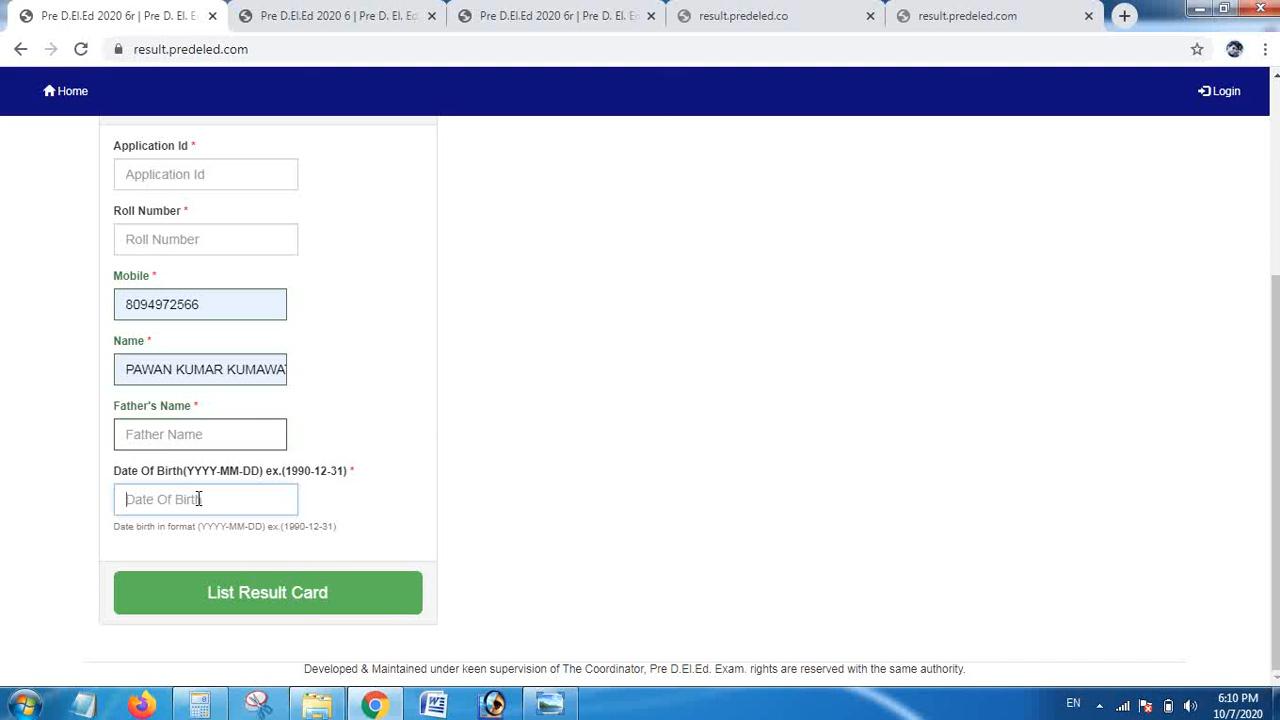 Pre D.El.Ed 2020 6r | Pre D. El. Ed
Pre D.El.Ed 2020 6 | Pre D. El. Ed.
Pre D.El.Ed 2020 6 | Pre D. El. Ed.
result.predeled.co
result.predeled.com
result.predeled.com
Home
Login
Application Id *
Application Id
Roll Number *
Roll Number
Mobile *
8094972566
Name *
PAWAN KUMAR KUMAWAT
Father's Name *
Father Name
Date Of Birth(YYYY-MM-DD) ex.(1990-12-31) *
Date Of Birth
Date birth in format (YYYY-MM-DD) ex.(1990-12-31)
List Result Card
Developed & Maintained under keen supervision of The Coordinator, Pre D.El.Ed. Exam. rights are reserved with the same authority.
EN
6:10 PM
10/7/2020